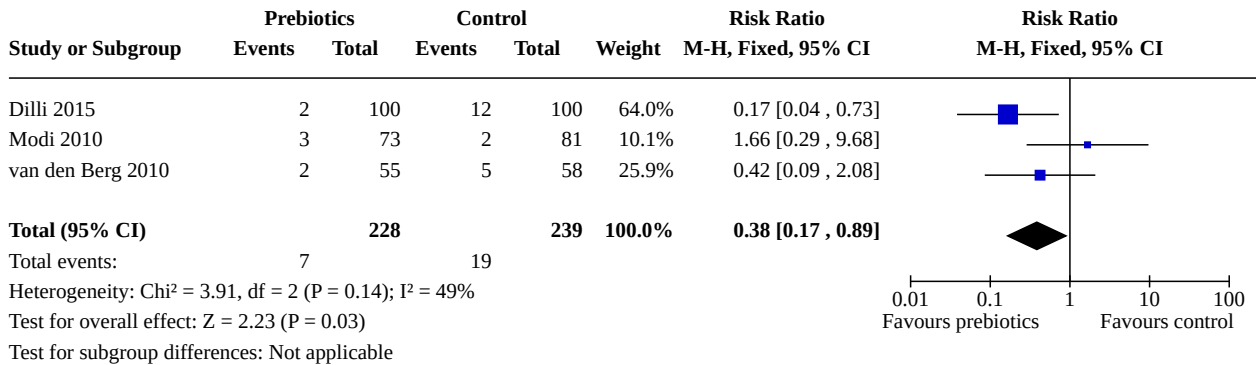 Prebiotics Control Risk Ratio Risk Ratio
Study or Subgroup Events Total Events Total Weight M-H, Fixed, 95% CI M-H, Fixed, 95% CI
Dilli 2015 2 100 12 100 64.0% 0.17 [0.04 , 0.73]
Modi 2010 3 73 2 81 10.1% 1.66 [0.29 , 9.68]
van den Berg 2010 2 55 5 58 25.9% 0.42 [0.09 , 2.08]
Total (95% CI) 228 239 100.0% 0.38 [0.17 , 0.89]
Total events: 7 19
Heterogeneity: Chi² = 3.91, df = 2 (P = 0.14); I² = 49%
0.01 0.1 1 10 100
Test for overall effect: Z = 2.23 (P = 0.03) Favours prebiotics Favours control
Test for subgroup differences: Not applicable